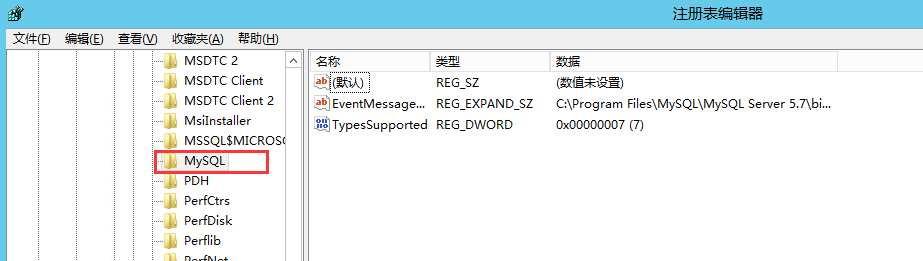 注册表编辑器
文件(F) 编辑(E) 查看(V) 收藏夹(A) 帮助(H)
MSDTC 2
MSDTC Client
MSDTC Client 2
MsiInstaller
MSSQL$MICROSO
MySQL
PDH
PerfCtrs
PerfDisk
Perflib
PerfNet
名称 类型 数据
(默认) REG_SZ (数值未设置)
EventMessage... REG_EXPAND_SZ C:\Program Files\MySQL\MySQL Server 5.7\bi...
TypesSupported REG_DWORD 0x00000007 (7)